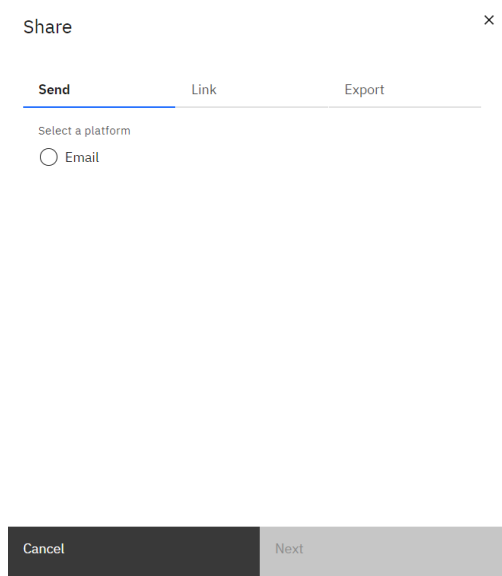 Share
Send
Link
Export
Select a platform
Email
Cancel
Next